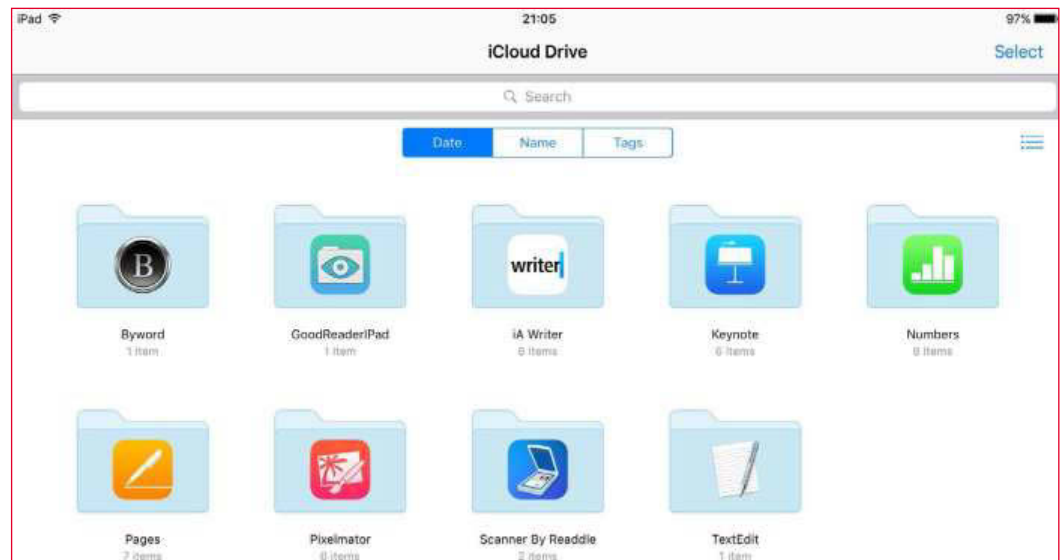 iPad 21:05 97%
iCloud Drive Select
Search
Date Name Tags
B writer
Byword GoodReaderIPad iA Writer Keynote Numbers
1 item 1 item 6 items 6 items 8 items
Pages Pixelmator Scanner By Readdle TextEdit
7 items 6 items 2 items 1 item